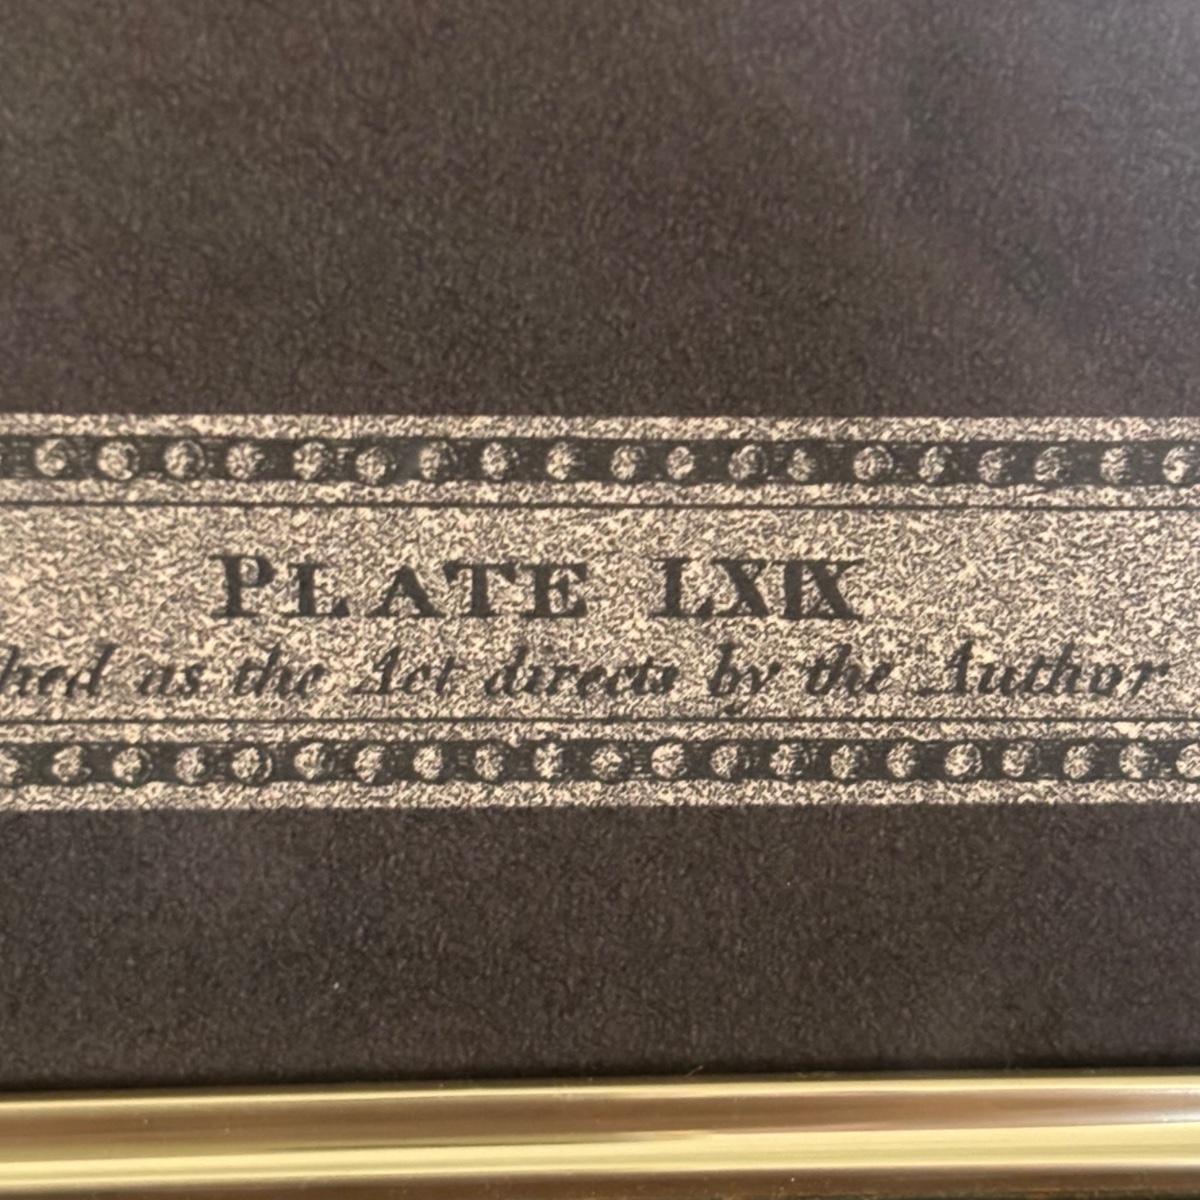 PLATE LXIX
hed as the Act directs by the Author